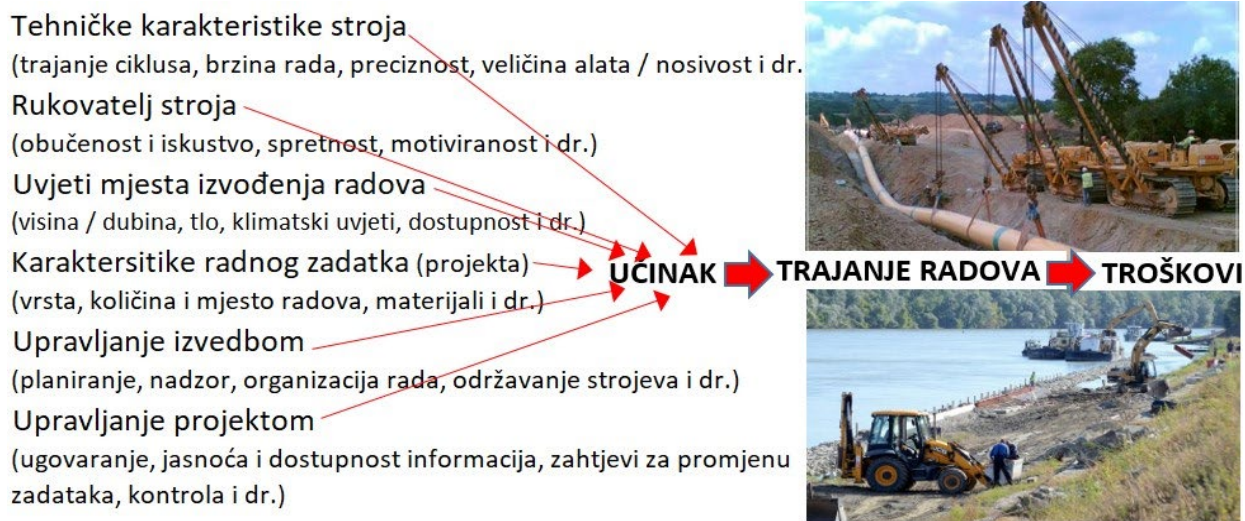 Tehničke karakteristike stroja
(trajanje ciklusa, brzina rada, preciznost, veličina alata / nosivost i dr.
Rukovatelj stroja
(obučenost i iskustvo, spretnost, motiviranost i dr.)
Uvjeti mjesta izvođenja radova
(visina / dubina, tlo, klimatski uvjeti, dostupnost i dr.)
Karaktersitike radnog zadatka (projekta)
UČINAK TRAJANJE RADOVA TROŠKOVI
(vrsta, količina i mjesto radova, materijali i dr.)
Upravljanje izvedbom
(planiranje, nadzor, organizacija rada, održavanje strojeva i dr.)
Upravljanje projektom
(ugovaranje, jasnoća i dostupnost informacija, zahtjevi za promjenu
zadataka, kontrola i dr.)